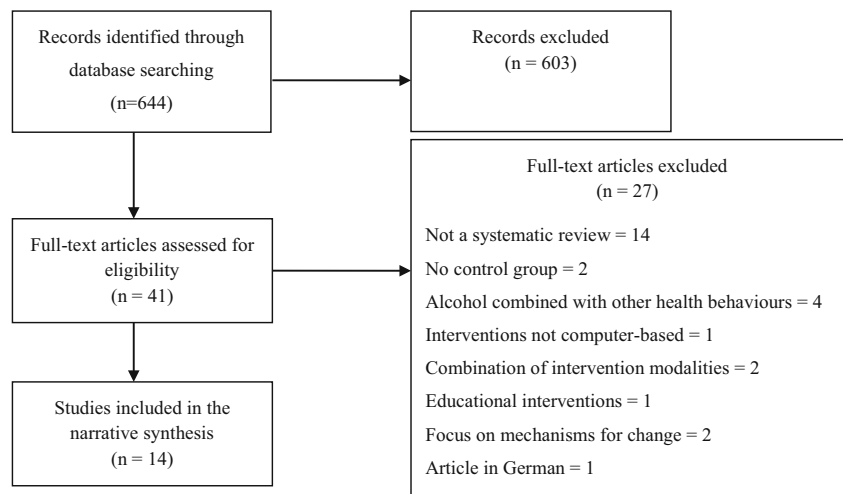 Records identified through
database searching
(n=644)
Records excluded
(n = 603)
Full-text articles assessed for
eligibility
(n = 41)
Full-text articles excluded
(n = 27)
Not a systematic review = 14
No control group = 2
Alcohol combined with other health behaviours = 4
Interventions not computer-based = 1
Combination of intervention modalities = 2
Educational interventions = 1
Focus on mechanisms for change = 2
Article in German = 1
Studies included in the
narrative synthesis
(n = 14)